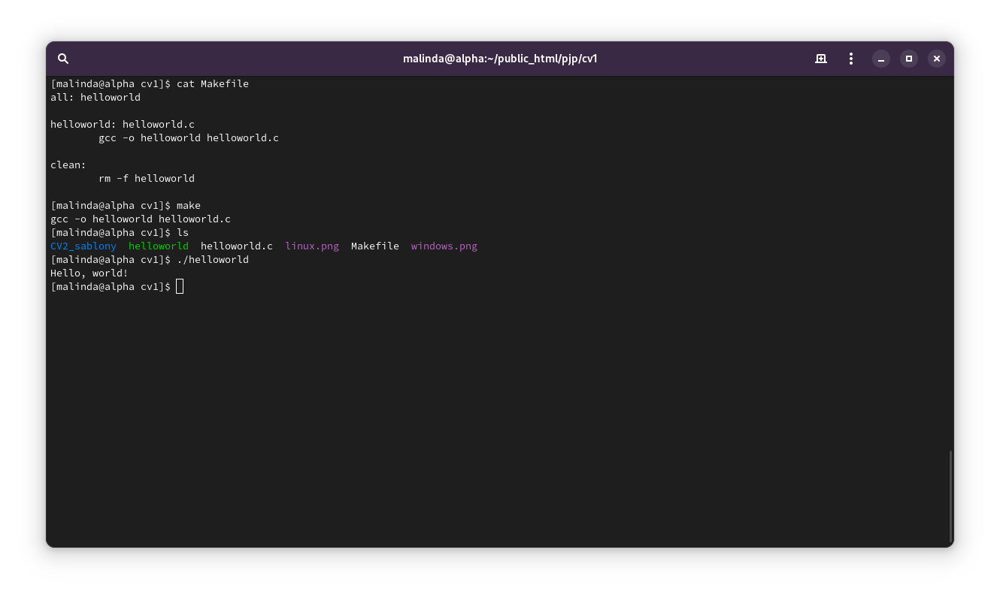 malinda@alpha:~/public_html/pjp/cv1
[malinda@alpha cv1]$ cat Makefile
all: helloworld
helloworld: helloworld.c
        gcc -o helloworld helloworld.c
clean:
        rm -f helloworld
[malinda@alpha cv1]$ make
gcc -o helloworld helloworld.c
[malinda@alpha cv1]$ ls
CV2_sablony  helloworld  helloworld.c  linux.png  Makefile  windows.png
[malinda@alpha cv1]$ ./helloworld
Hello, world!
[malinda@alpha cv1]$